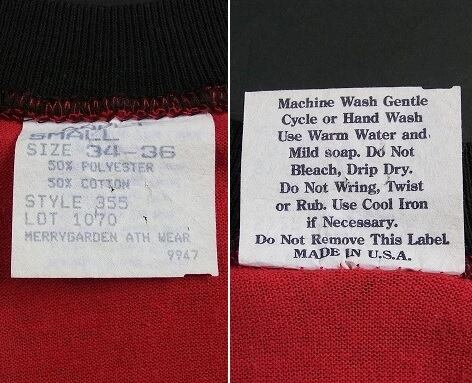 SMALL
SIZE 34-36
50% POLYESTER
50% COTTON
STYLE 355
LOT 1070
MERRYGARDEN ATH WEAR
9947
Machine Wash Gentle
Cycle or Hand Wash
Use Warm Water and
Mild soap. Do Not
Bleach, Drip Dry.
Do Not Wring, Twist
or Rub. Use Cool Iron
if Necessary.
Do Not Remove This Label.
MADE IN U.S.A.